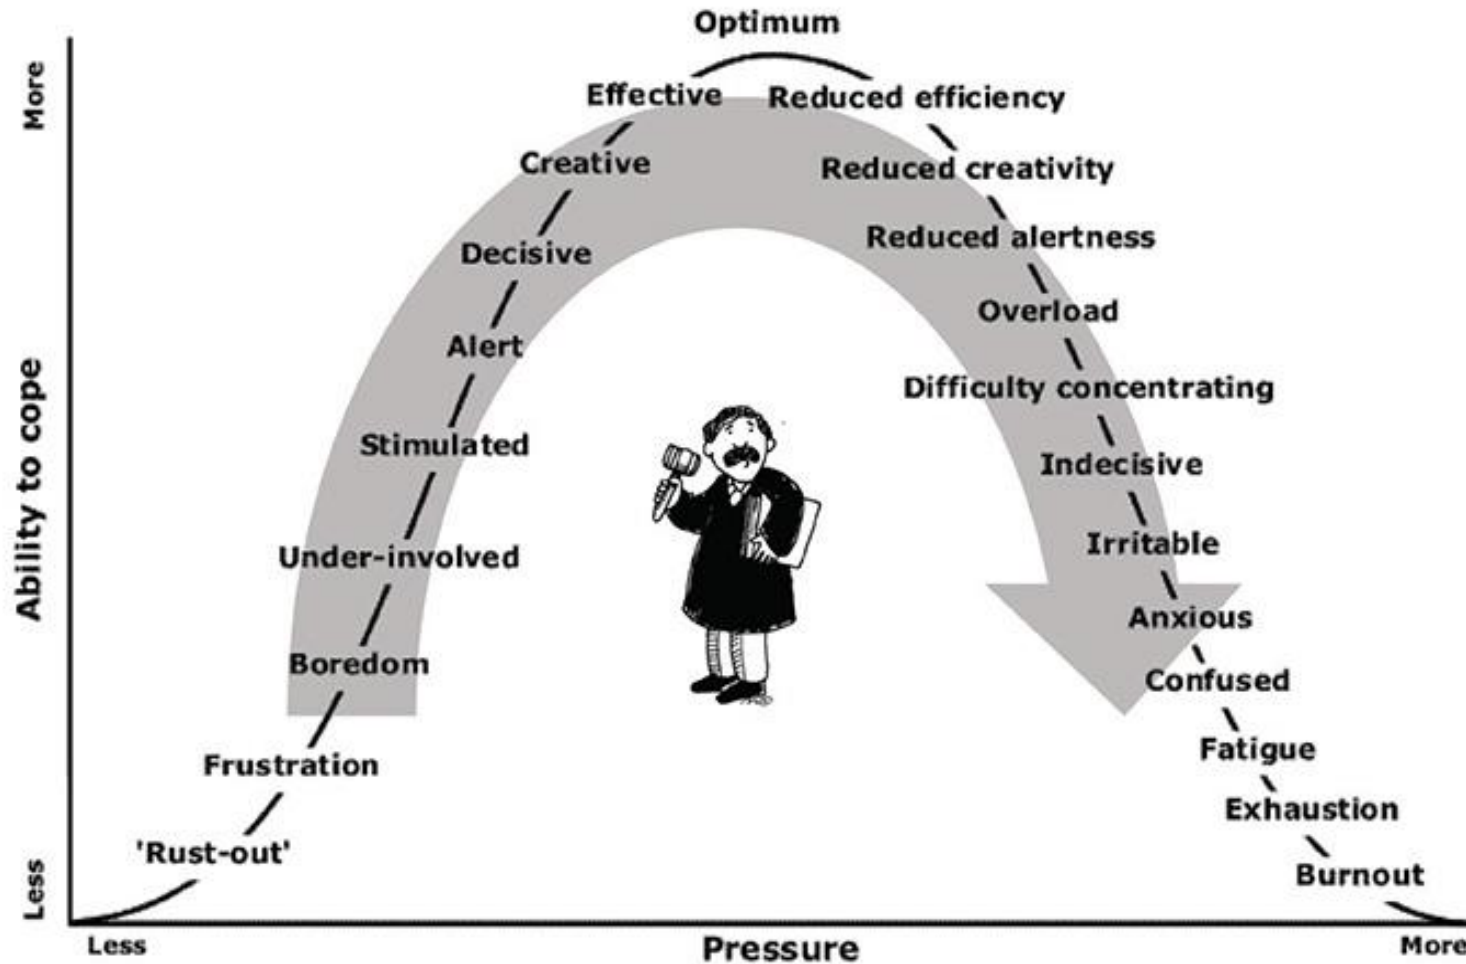 Optimum
More
Effective
Reduced efficiency
Creative
Reduced creativity
Decisive
Reduced alertness
Alert
Overload
Stimulated
Difficulty concentrating
Under-involved
Indecisive
Boredom
Irritable
Frustration
Anxious
'Rust-out'
Confused
Fatigue
Exhaustion
Burnout
Ability to cope
Less
Less
Pressure
More